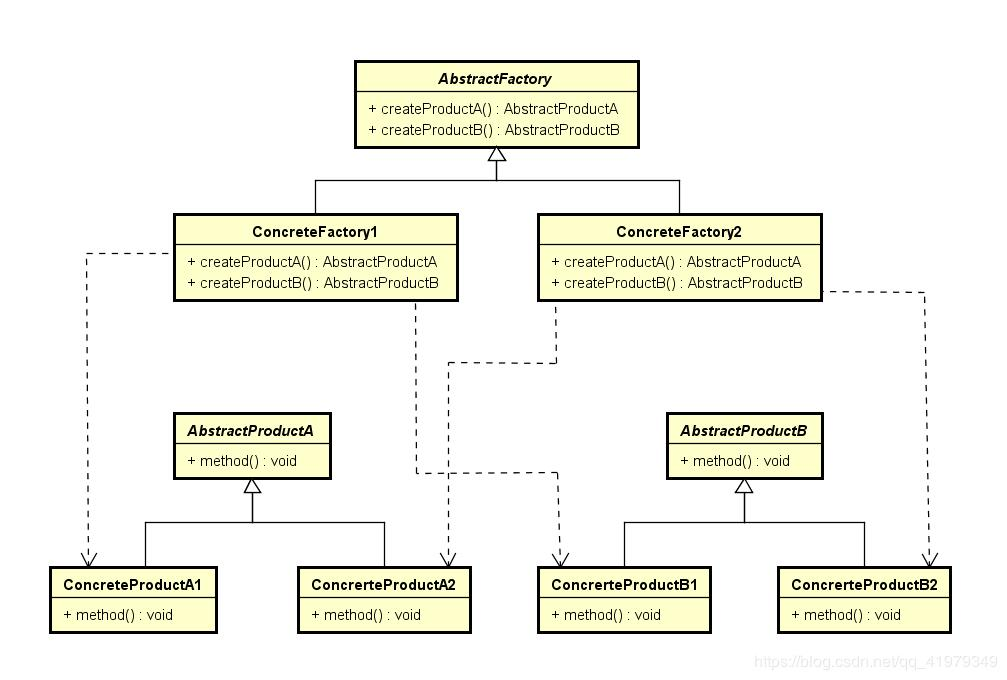 AbstractFactory
+ createProductA() : AbstractProductA
+ createProductB() : AbstractProductB
ConcreteFactory1
+ createProductA() : AbstractProductA
+ createProductB() : AbstractProductB
ConcreteFactory2
+ createProductA() : AbstractProductA
+ createProductB() : AbstractProductB
AbstractProductA
+ method() : void
AbstractProductB
+ method() : void
ConcreteProductA1
+ method() : void
ConcrerteProductA2
+ method() : void
ConcrerteProductB1
+ method() : void
ConcrerteProductB2
+ method() : void
https://blog.csdn.net/qq_41979349